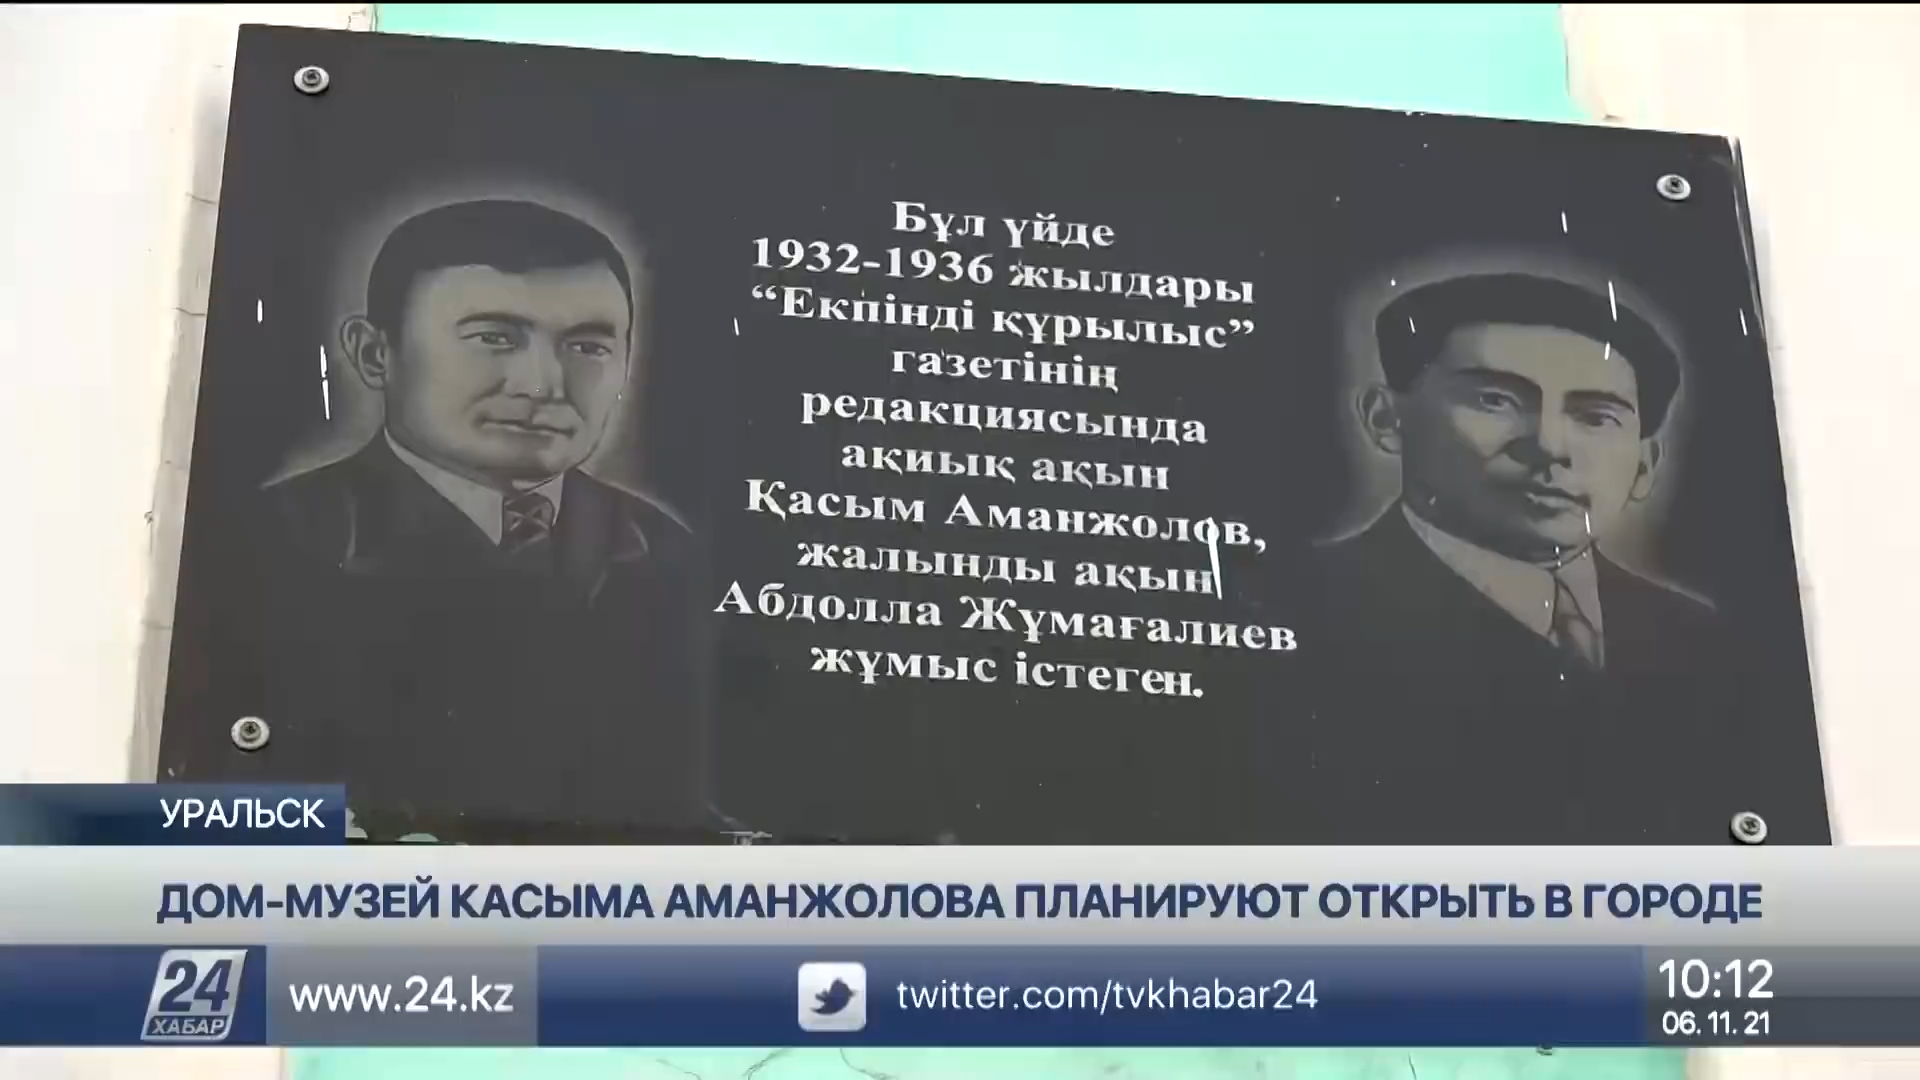 Бұл үйде
1932-1936 жылдары
“Екпінді құрылыс”
газетінің
редакциясында
ақиық ақын
Қасым Аманжолов,
жалынды ақын
Абдолла Жұмағалиев
жұмыс істеген.
УРАЛЬСК
ДОМ-МУЗЕЙ КАСЫМА АМАНЖОЛОВА ПЛАНИРУЮТ ОТКРЫТЬ В ГОРОДЕ
24
ХАБАР
www.24.kz
twitter.com/tvkhabar24
10:12
06.11.21